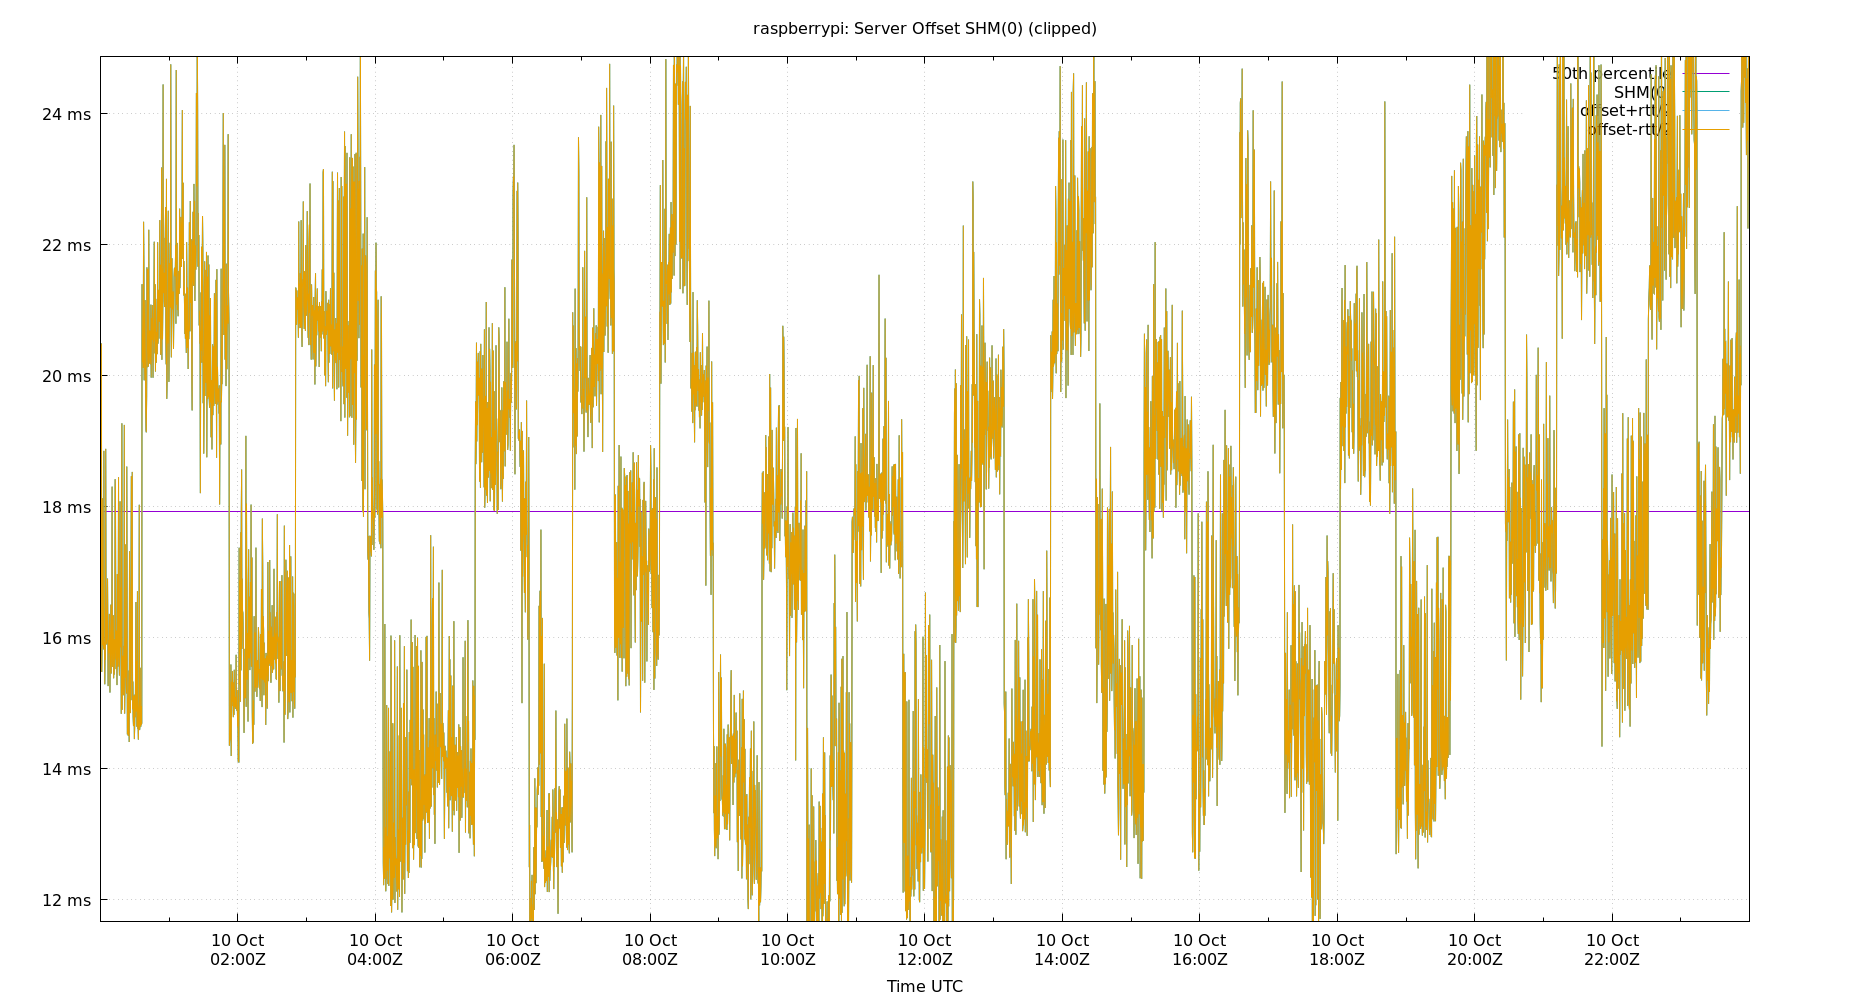 raspberrypi: Server Offset SHM(0) (clipped)
50th percentile
SHM(0)
offset+rtt/2
offset-rtt/2
24 ms
22 ms
20 ms
18 ms
16 ms
14 ms
12 ms
10 Oct 10 Oct 10 Oct 10 Oct 10 Oct 10 Oct 10 Oct 10 Oct 10 Oct 10 Oct 10 Oct
02:00Z 04:00Z 06:00Z 08:00Z 10:00Z 12:00Z 14:00Z 16:00Z 18:00Z 20:00Z 22:00Z
Time UTC